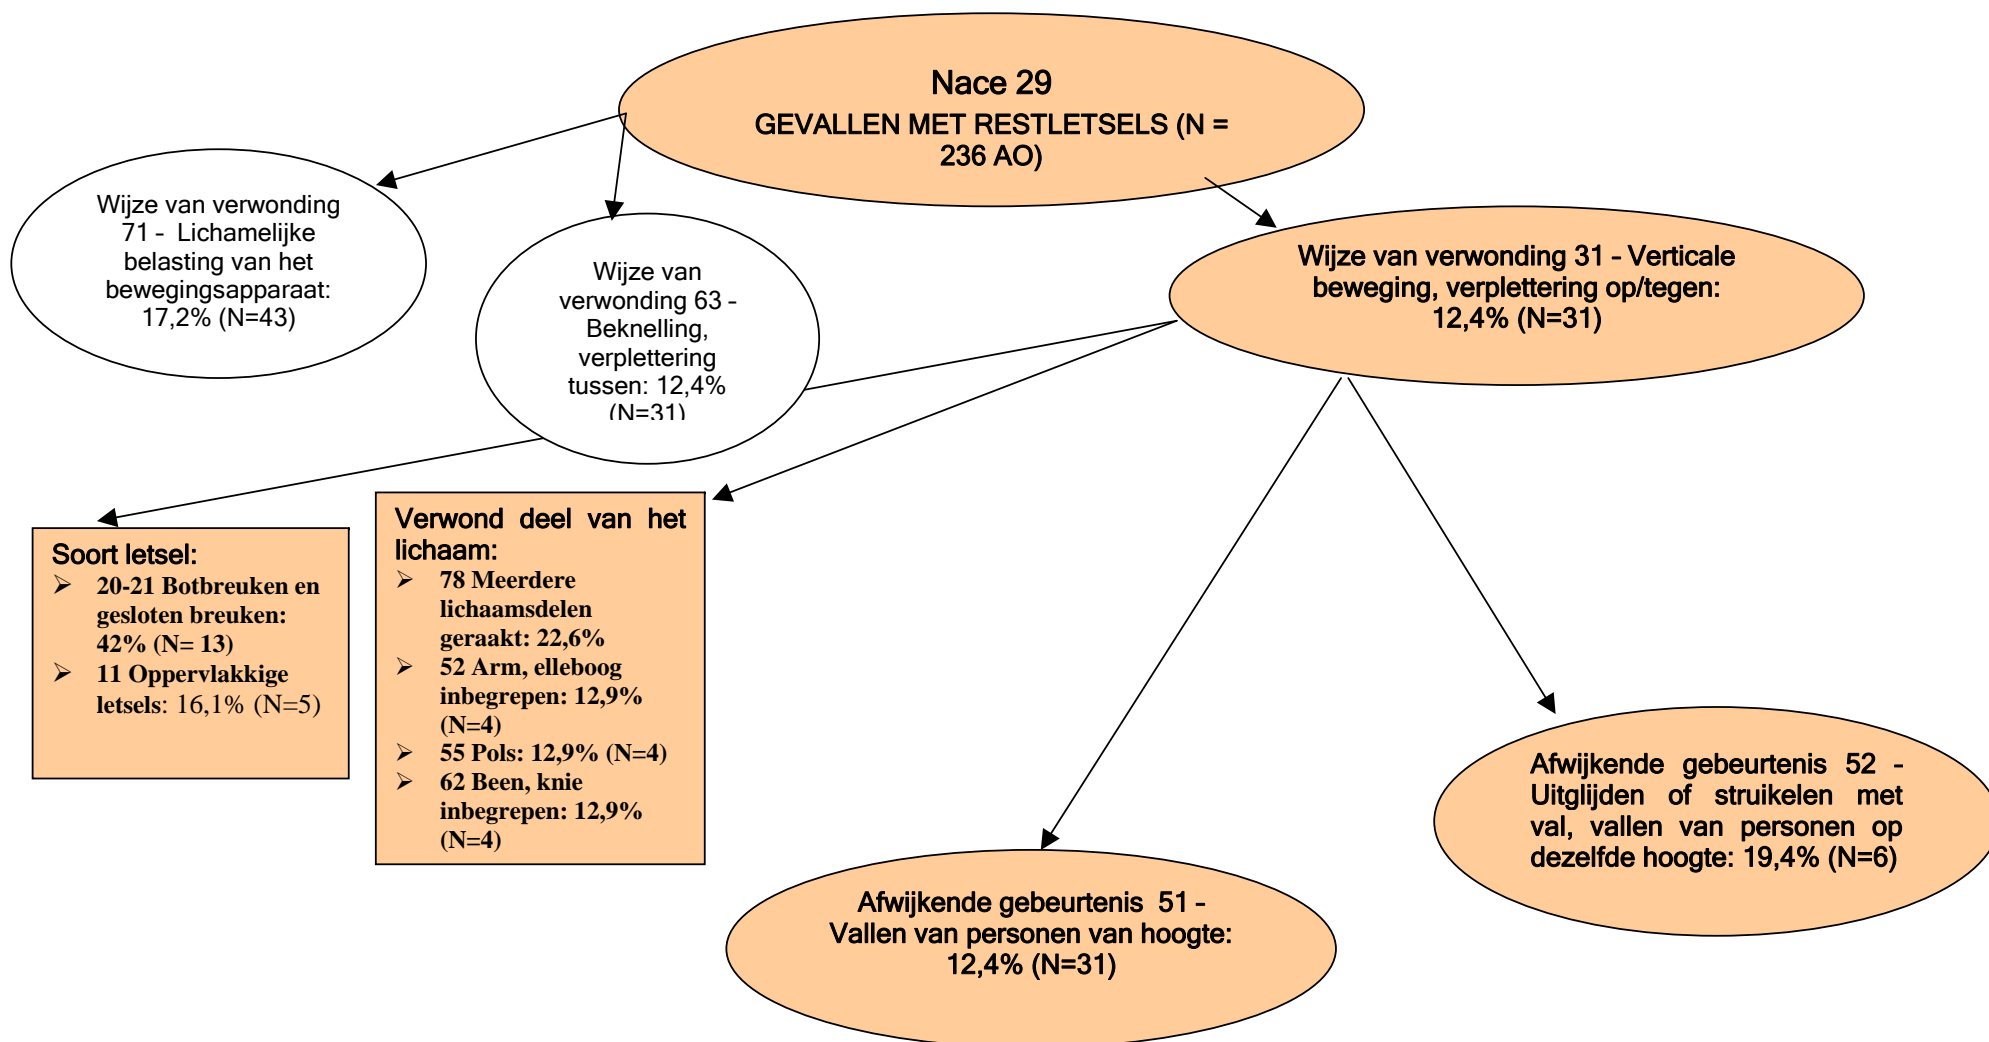 Nace 29
GEVALLEN MET RESTLETSELS (N =
236 AO)
Wijze van verwonding
71 - Lichamelijke
belasting van het
bewegingsapparaat:
17,2% (N=43)
Wijze van
verwonding 63 –
Beknelling,
verplettering
tussen: 12,4%
(N=31)
Wijze van verwonding 31 - Verticale
beweging, verplettering op/tegen:
12,4% (N=31)
Soort letsel:
➢ 20-21 Botbreuken en
gesloten breuken:
42% (N= 13)
➢ 11 Oppervlakkige
letsels: 16,1% (N=5)
Verwond deel van het
lichaam:
➢ 78 Meerdere
lichaamsdelen
geraakt: 22,6%
➢ 52 Arm, elleboog
inbegrepen: 12,9%
(N=4)
➢ 55 Pols: 12,9% (N=4)
➢ 62 Been, knie
inbegrepen: 12,9%
(N=4)
Afwijkende gebeurtenis 52 -
Uitglijden of struikelen met
val, vallen van personen op
dezelfde hoogte: 19,4% (N=6)
Afwijkende gebeurtenis 51 -
Vallen van personen van hoogte:
12,4% (N=31)